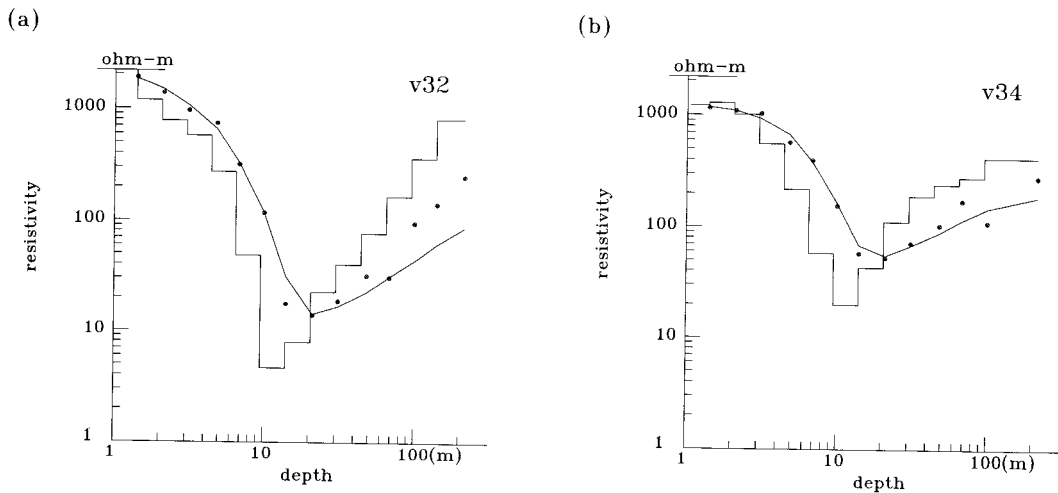 (a)
ohm-m
v32
1000
100
10
1
resistivity
1
10
100(m)
depth
(b)
ohm-m
v34
1000
100
10
1
resistivity
1
10
100(m)
depth